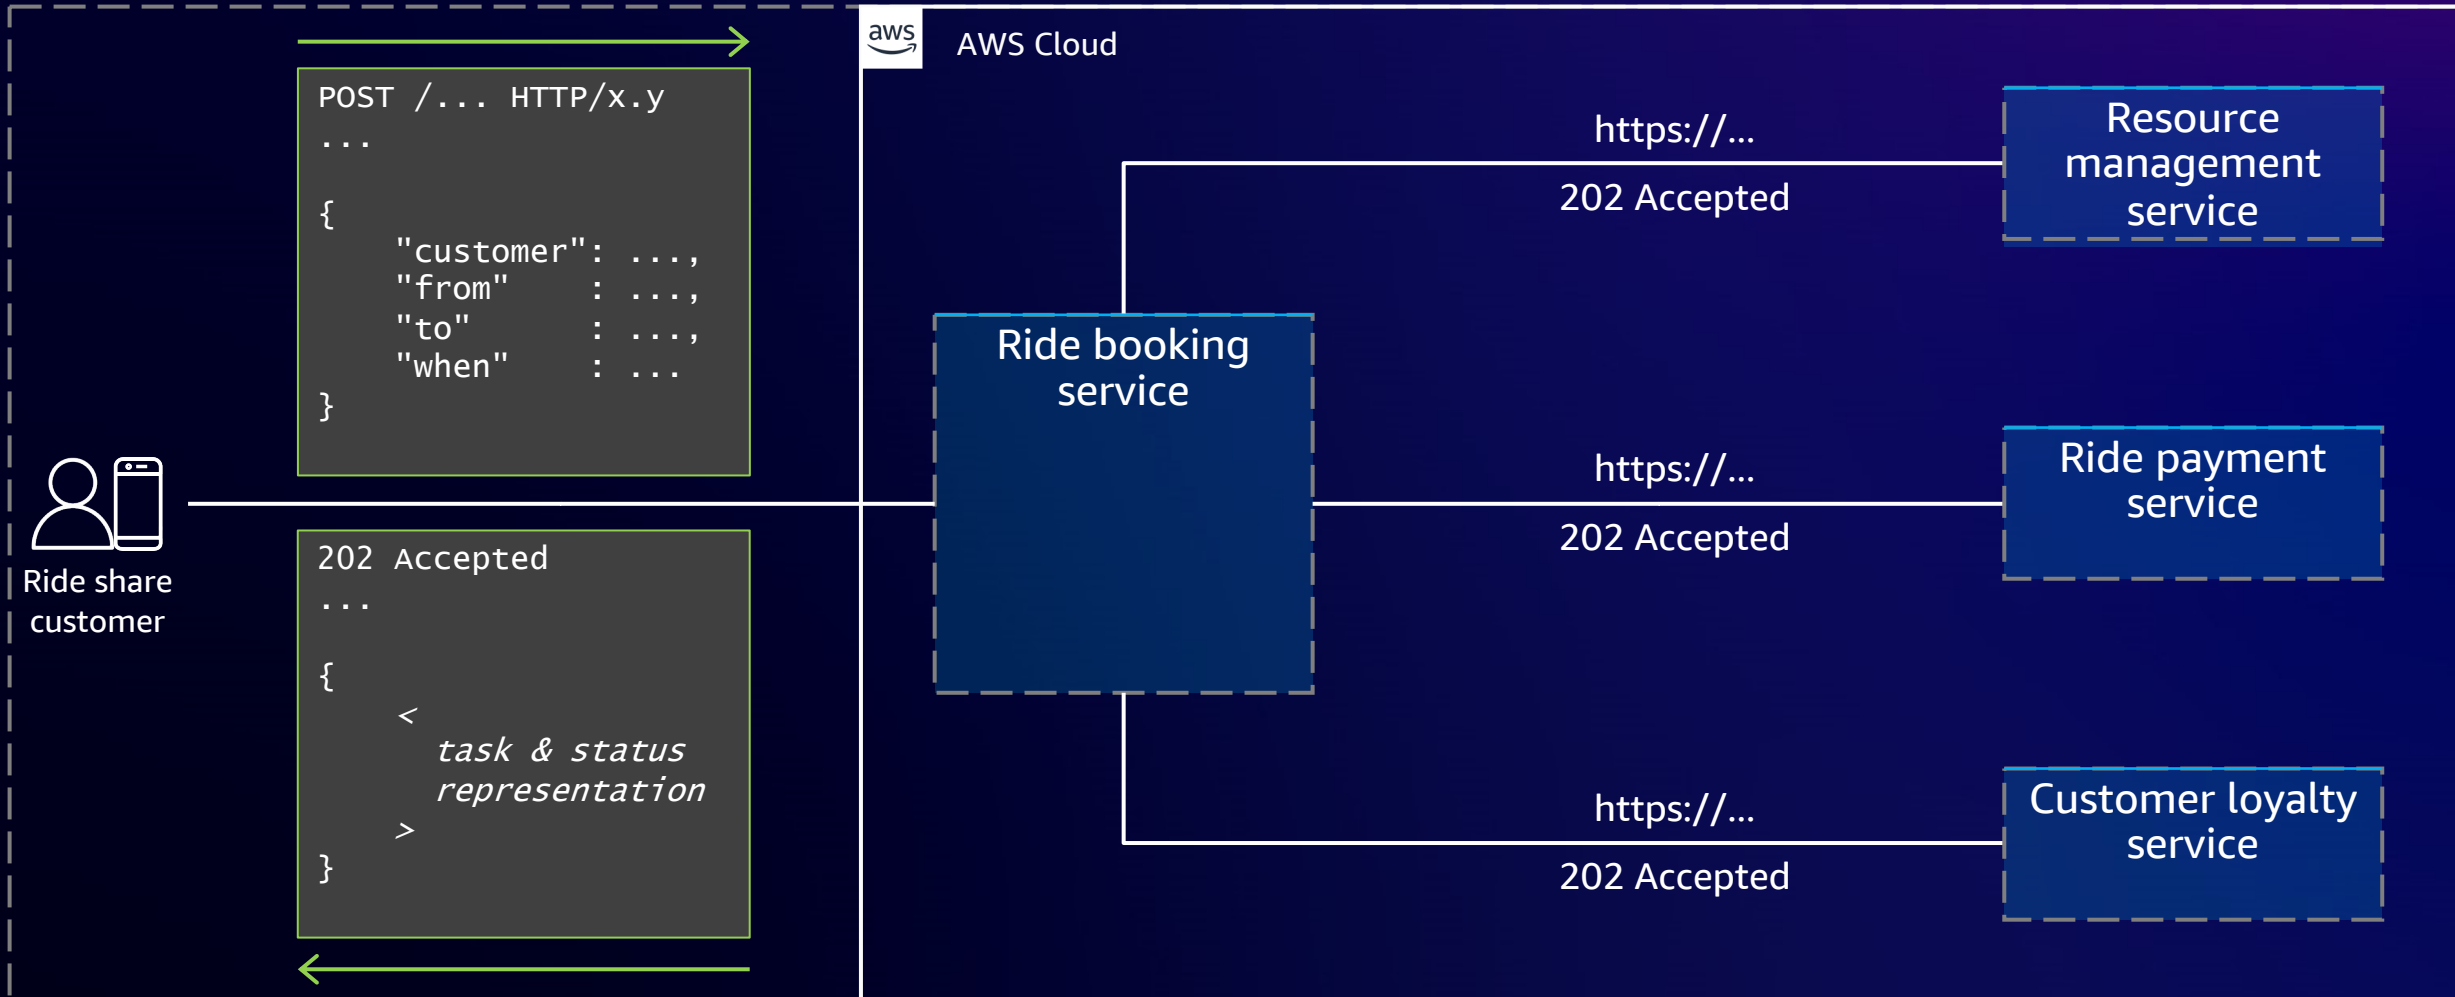 aws
AWS Cloud
POST /... HTTP/x.y
...
{
"customer": ...,
"from" : ...,
"to" : ...,
"when" : ...
}
Ride share
customer
202 Accepted
...
{
<
task & status
representation
>
}
Ride booking
service
https://...
202 Accepted
Resource
management
service
https://...
202 Accepted
Ride payment
service
https://...
202 Accepted
Customer loyalty
service